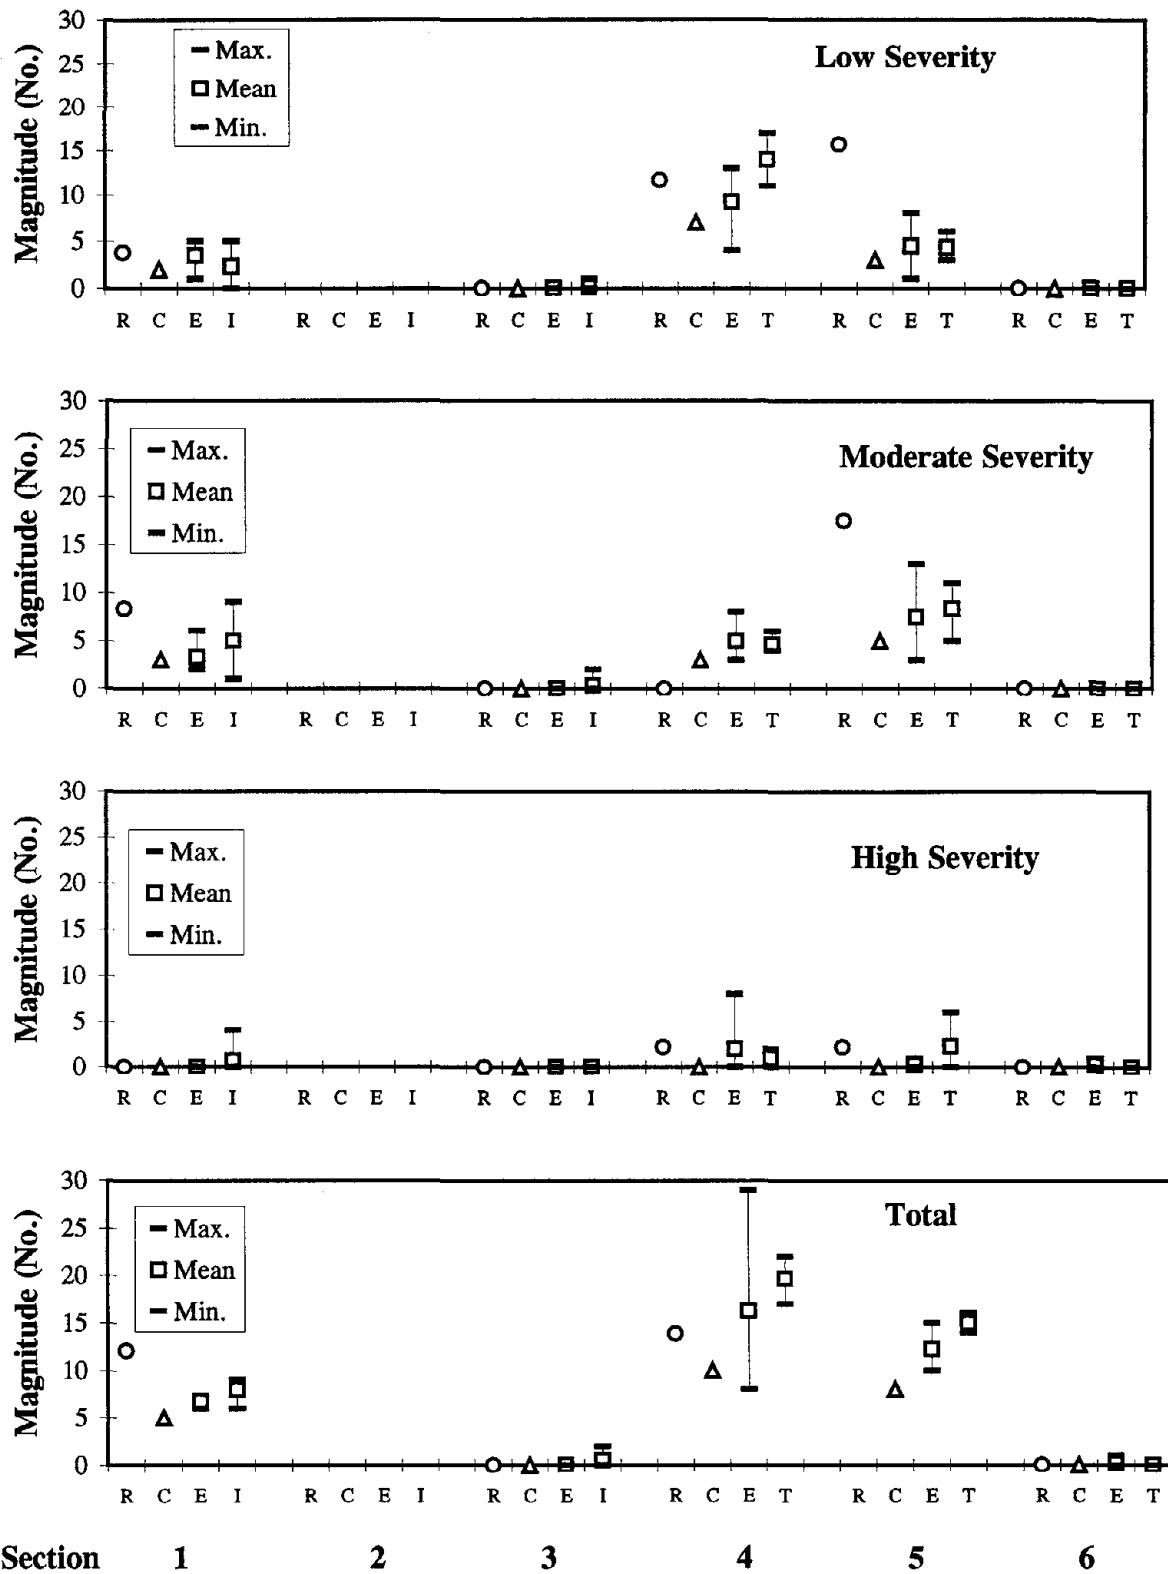 Low Severity
Magnitude (No.)
30
25
20
15
10
5
0
Max.
Mean
Min.
R C E I R C E I R C E I R C E T R C E T R C E T
Moderate Severity
Magnitude (No.)
30
25
20
15
10
5
0
Max.
Mean
Min.
R C E I R C E I R C E I R C E T R C E T R C E T
High Severity
Magnitude (No.)
30
25
20
15
10
5
0
Max.
Mean
Min.
R C E I R C E I R C E I R C E T R C E T R C E T
Total
Magnitude (No.)
30
25
20
15
10
5
0
Max.
Mean
Min.
R C E I R C E I R C E I R C E T R C E T R C E T
Section 1 2 3 4 5 6